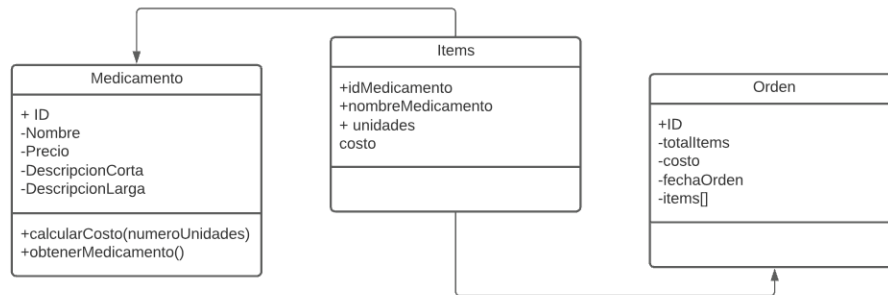 Medicamento
+ ID
-Nombre
-Precio
-DescripcionCorta
-DescripcionLarga
+calcularCosto(numeroUnidades)
+obtenerMedicamento()
Items
+idMedicamento
+nombreMedicamento
+ unidades
costo
Orden
+ID
-totalItems
-costo
-fechaOrden
-items[]